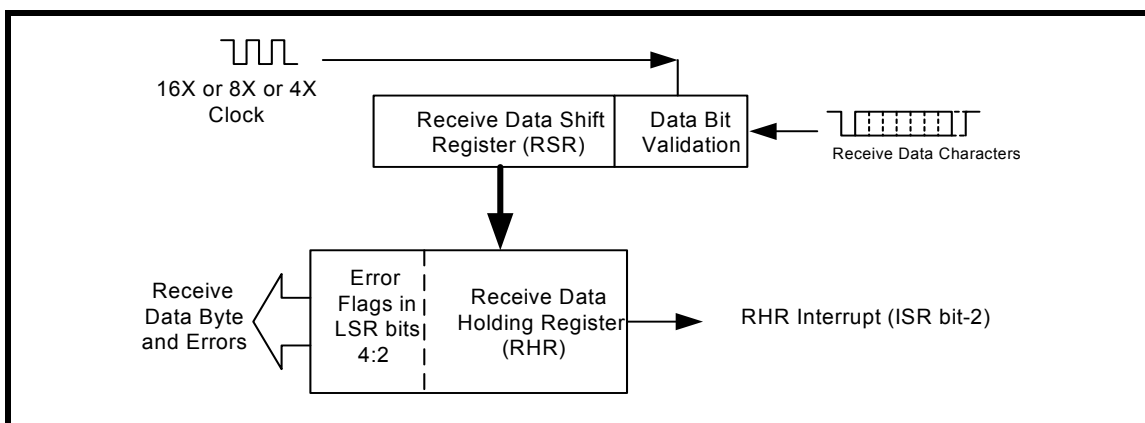 16X or 8X or 4X
Clock
Receive Data Shift
Register (RSR)
Data Bit
Validation
Receive Data Characters
Receive
Data Byte
and Errors
Error
Flags in
LSR bits
4:2
Receive Data
Holding Register
(RHR)
RHR Interrupt (ISR bit-2)